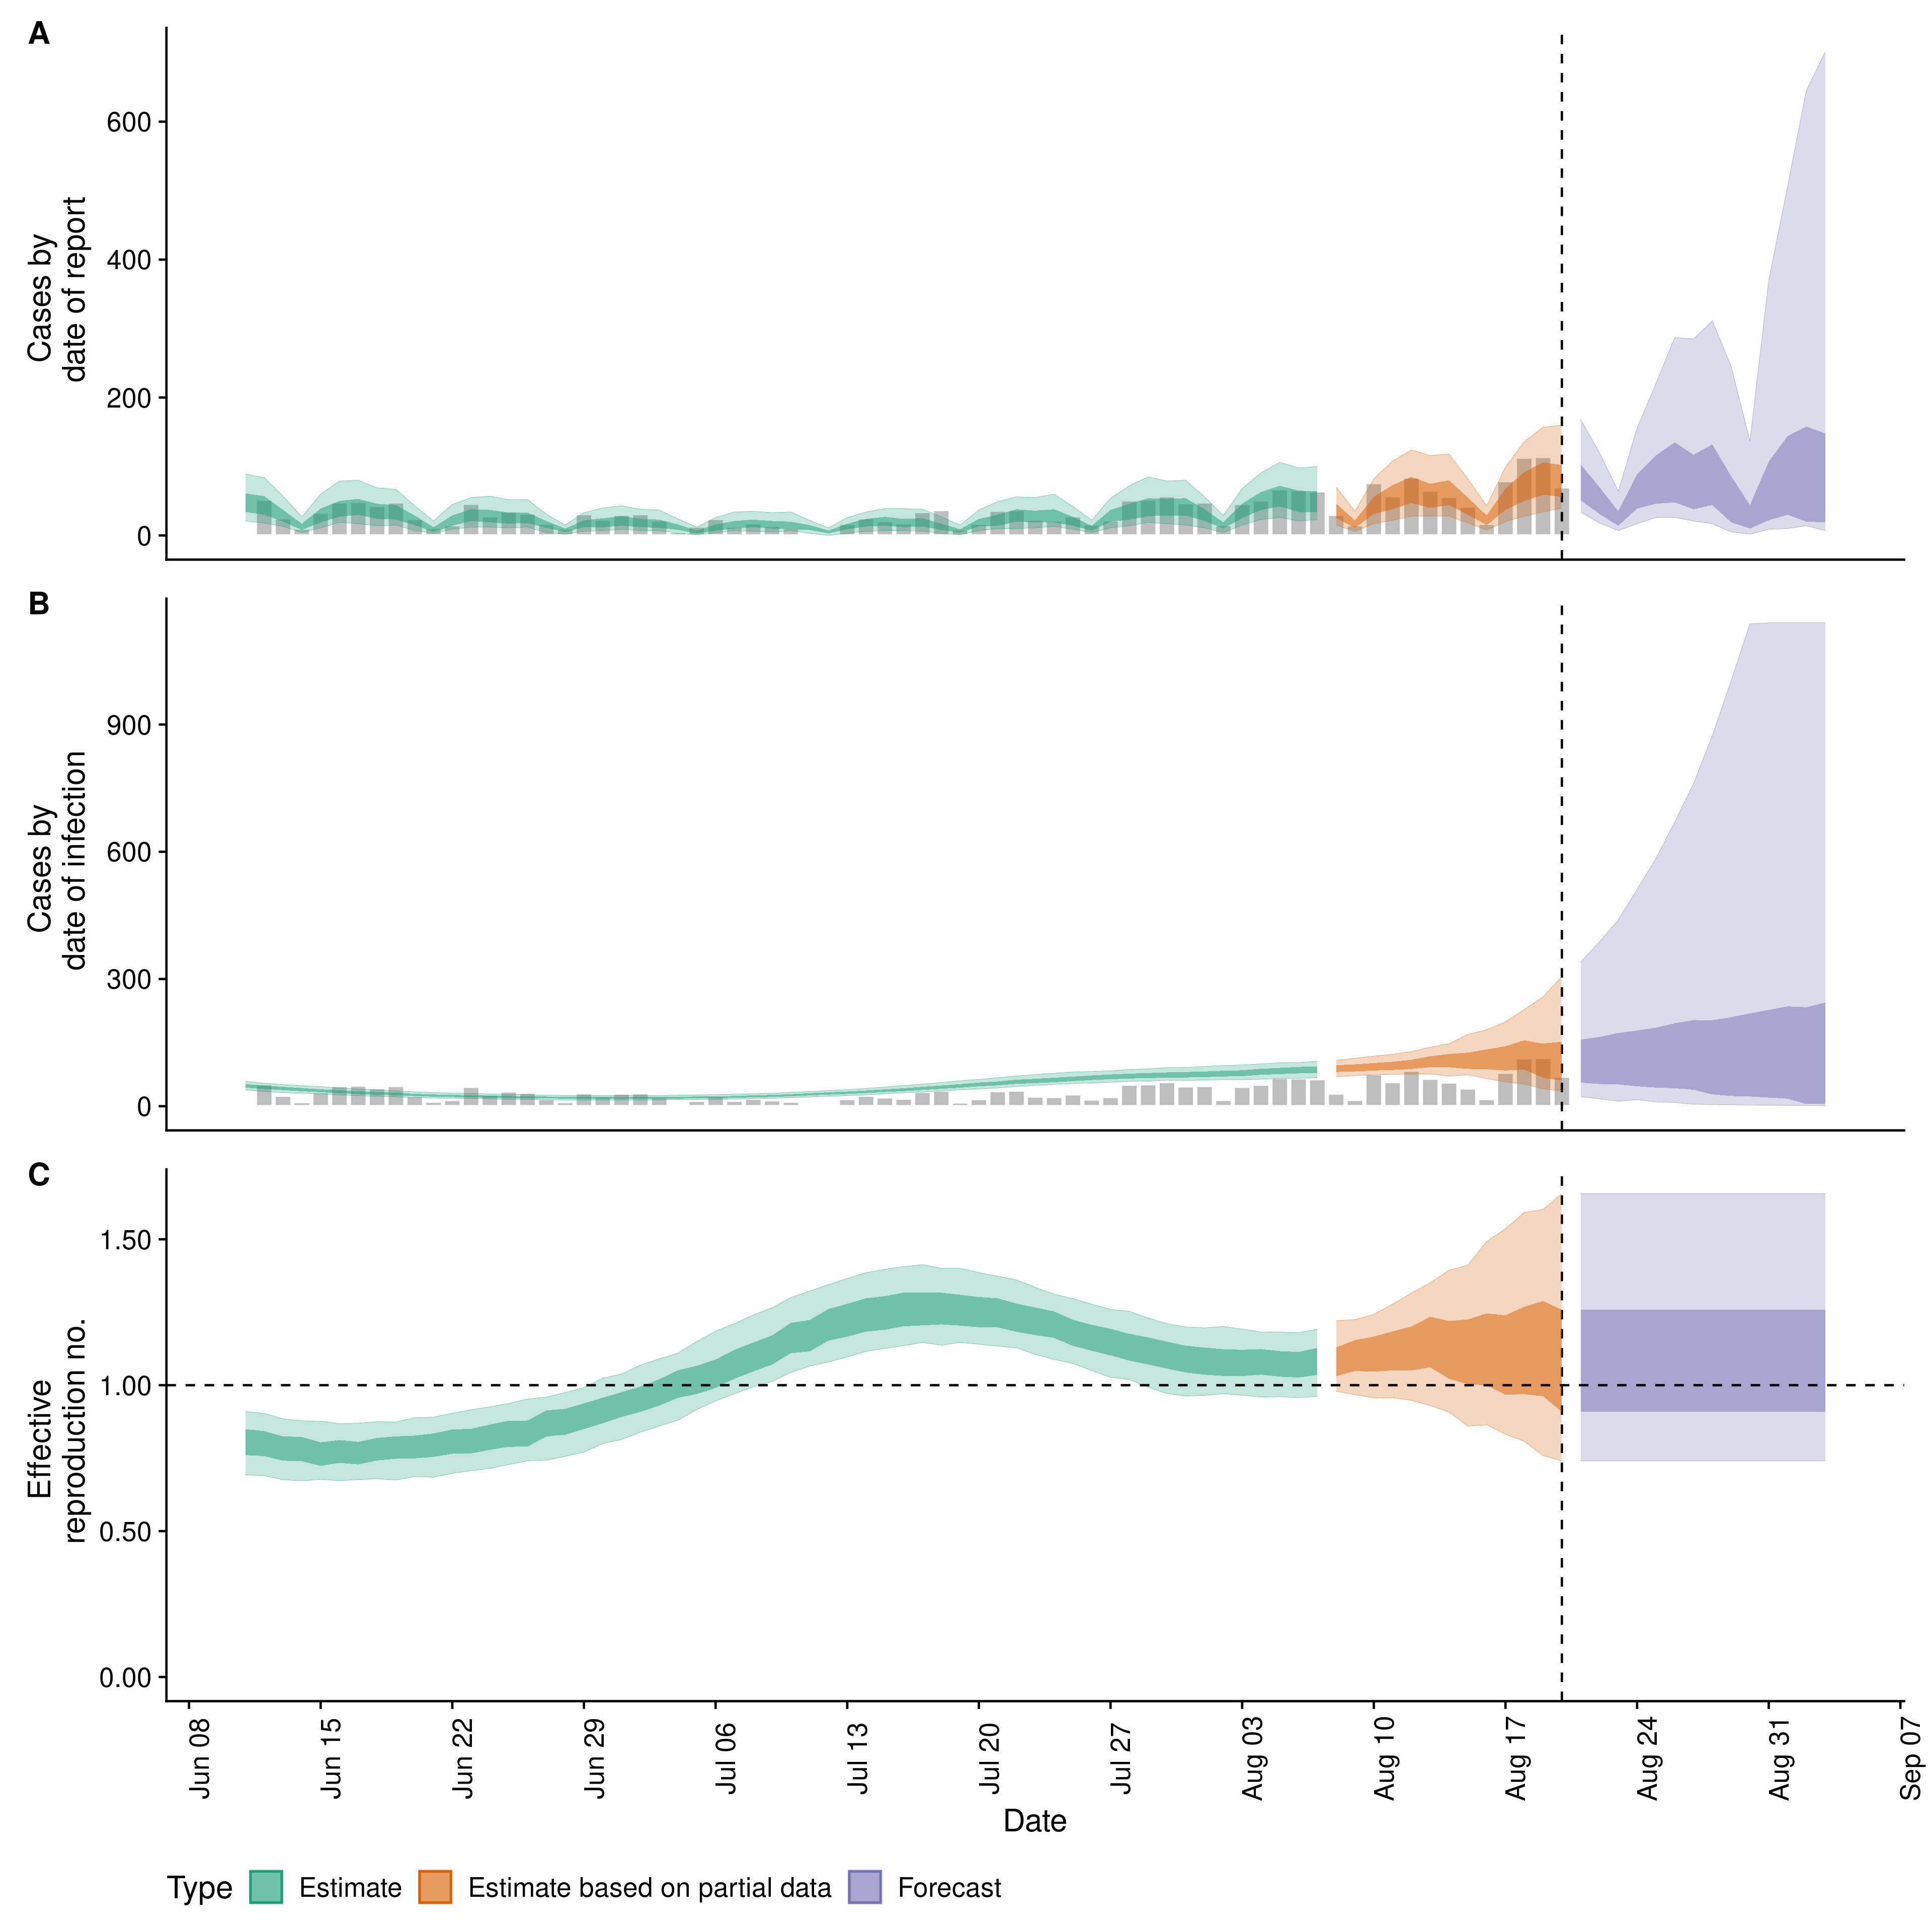 A
Cases by
date of report
600
400
200
0
B
Cases by
date of infection
900
600
300
0
C
Effective
reproduction no.
1.50
1.00
0.50
0.00
Jun 08
Jun 15
Jun 22
Jun 29
Jul 06
Jul 13
Jul 20
Jul 27
Aug 03
Aug 10
Aug 17
Aug 24
Aug 31
Sep 07
Date
Type Estimate Estimate based on partial data Forecast